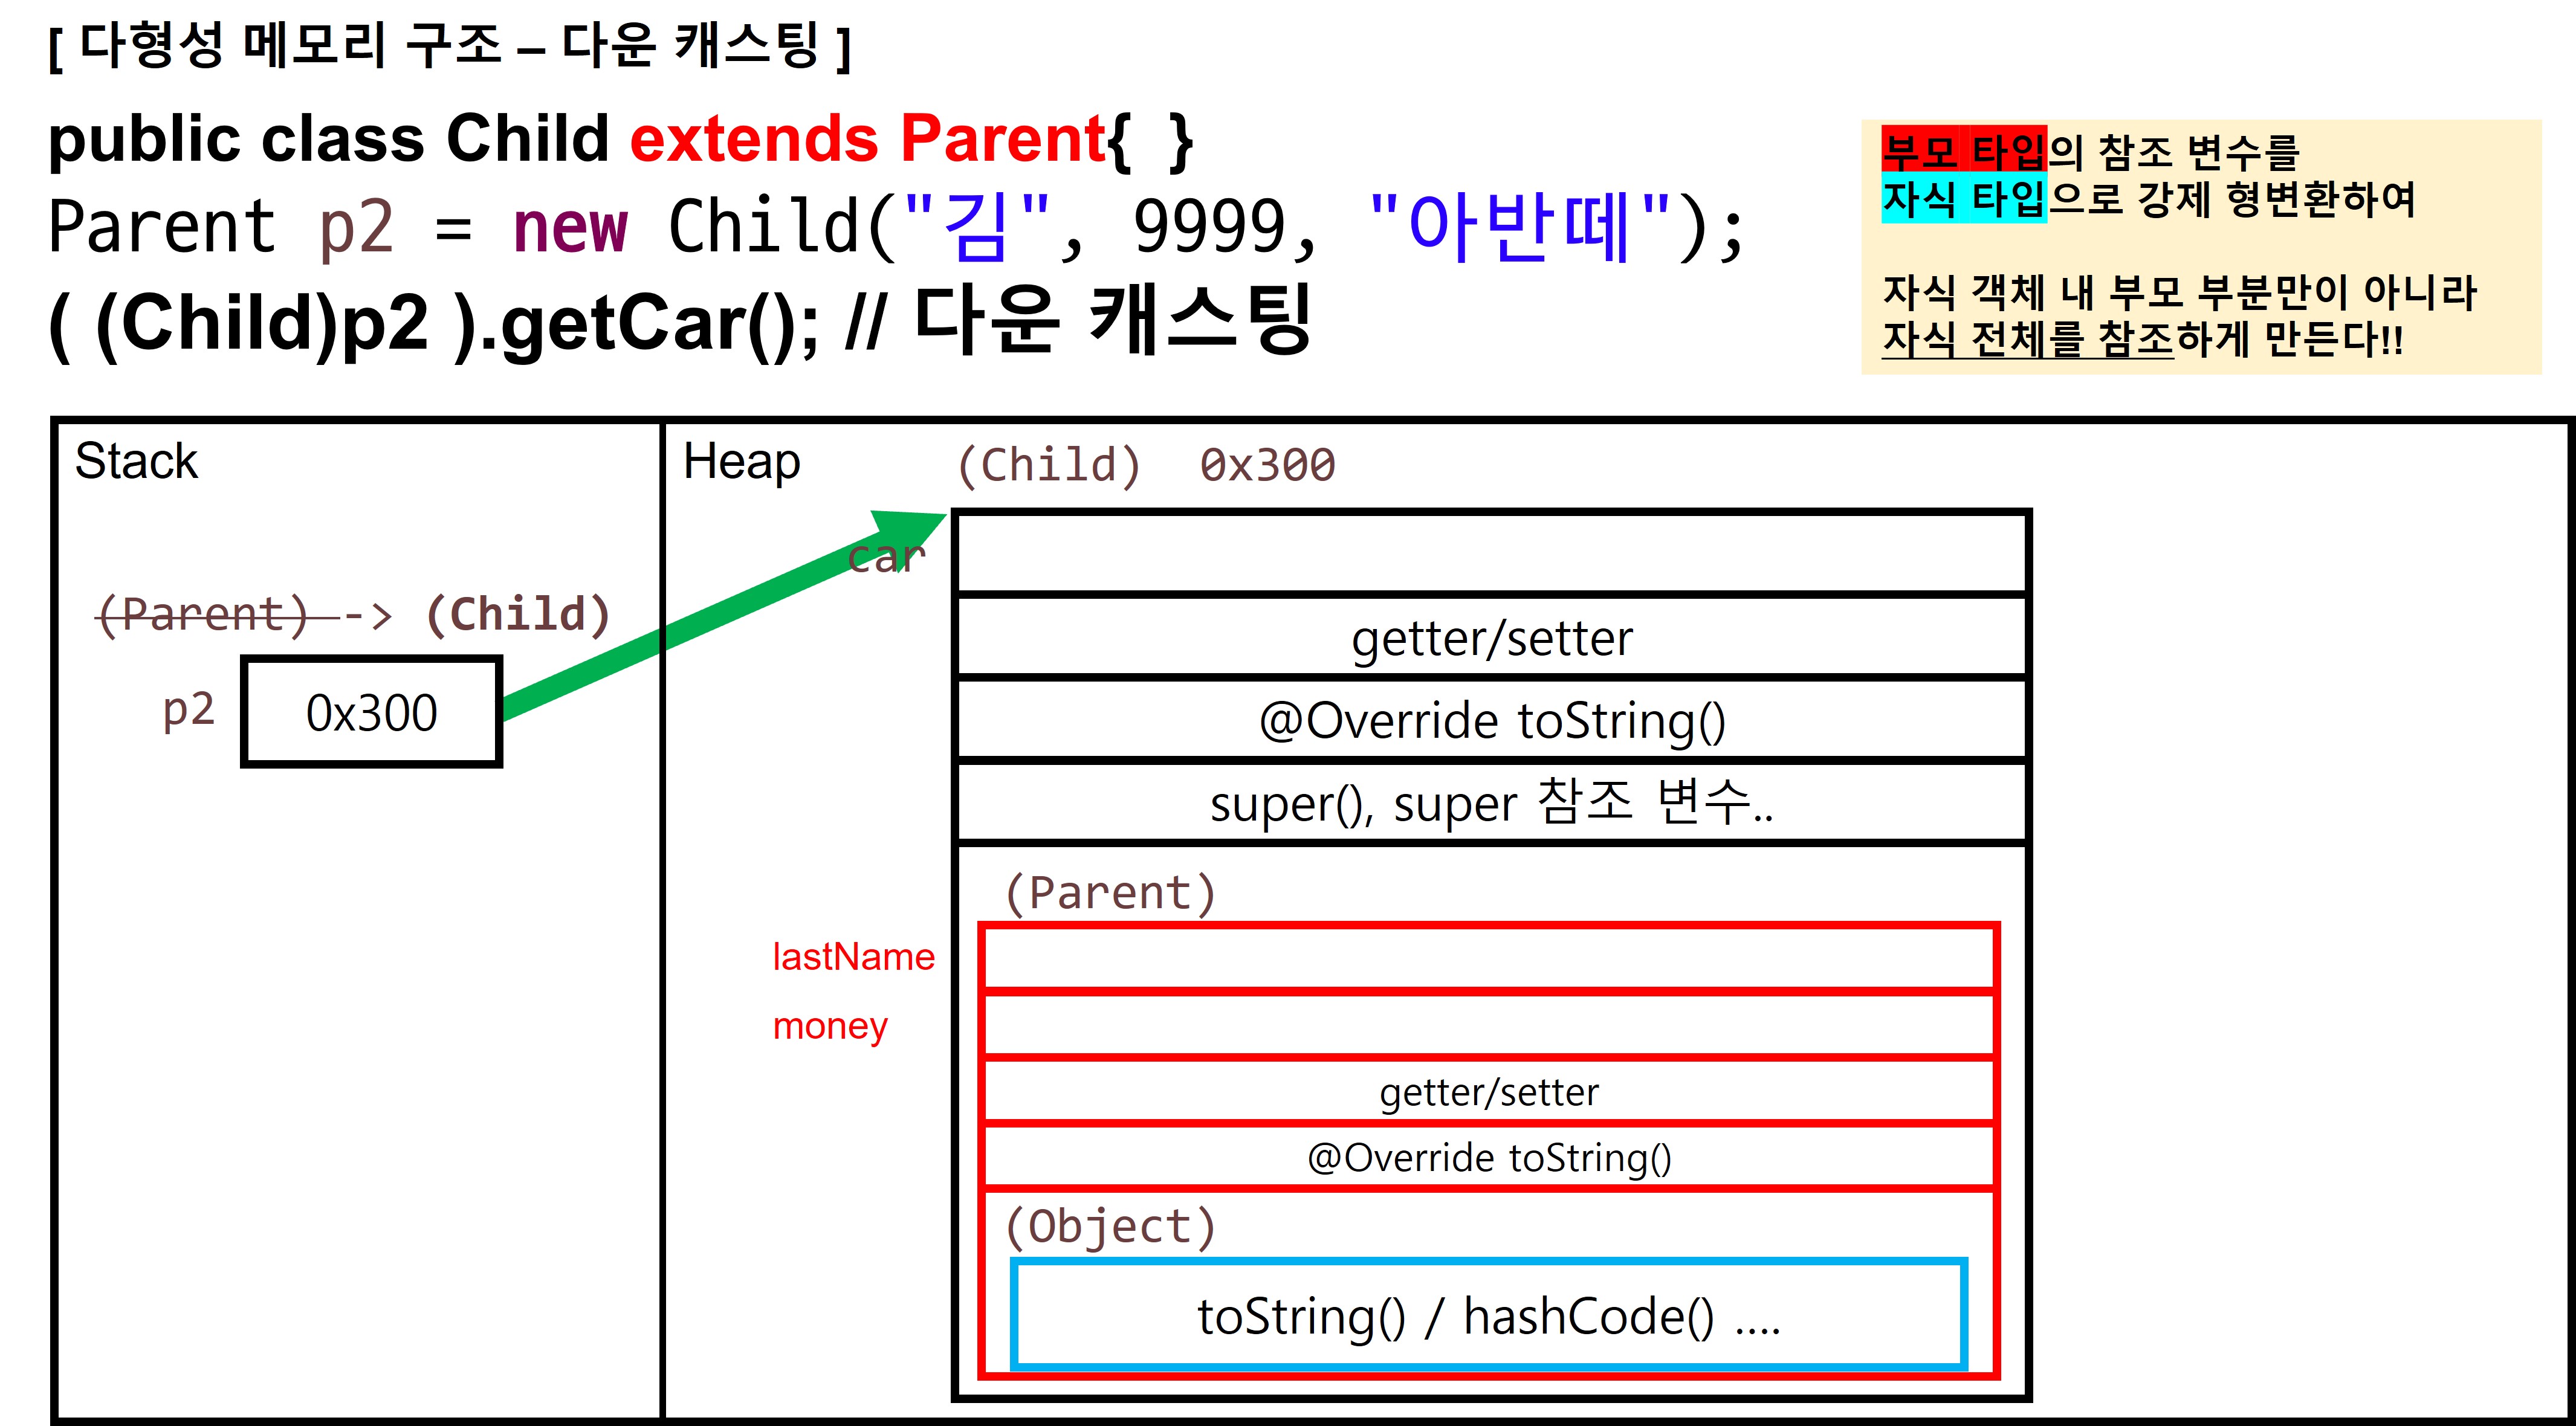 [ 다형성 메모리 구조 – 다운 캐스팅 ]
public class Child extends Parent{  }
Parent p2 = new Child("김", 9999, "아반떼");
( (Child)p2 ).getCar(); // 다운 캐스팅
부모 타입의 참조 변수를
자식 타입으로 강제 형변환하여
자식 객체 내 부모 부분만이 아니라
자식 전체를 참조하게 만든다!!
Stack
(Parent) -> (Child)
p2
0x300
Heap
(Child) 0x300
car
getter/setter
@Override toString()
super(), super 참조 변수..
(Parent)
lastName
money
getter/setter
@Override toString()
(Object)
toString() / hashCode() ....